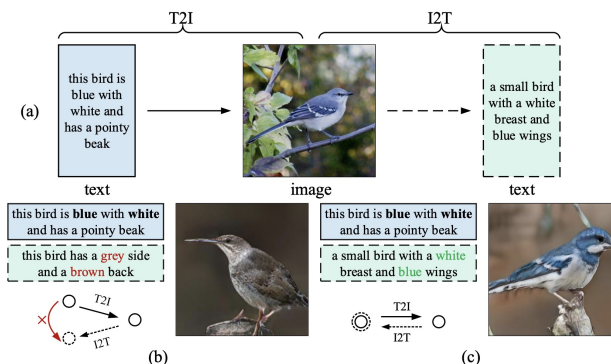 T2I
I2T
(a)
this bird is
blue with
white and
has a pointy
beak
a small bird
with a white
breast and
blue wings
text
image
text
this bird is blue with white
and has a pointy beak
this bird has a grey side
and a brown back
T2I
I2T
×
(b)
this bird is blue with white
and has a pointy beak
a small bird with a white
breast and blue wings
T2I
I2T
(c)